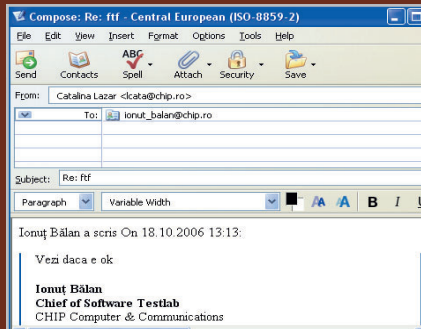 Compose: Re: ftf - Central European (ISO-8859-2)
File Edit View Insert Format Options Tools Help
ABC
Send Contacts Spell Attach Security Save
From: Catalina Lazar <lcata@chip.ro>
To: ionut_balan@chip.ro
Subject: Re: ftf
Paragraph Variable Width A A A A B I U
Ionuţ Bălan a scris On 18.10.2006 13:13:
Vezi daca e ok
Ionuţ Bălan
Chief of Software Testlab
CHIP Computer & Communications